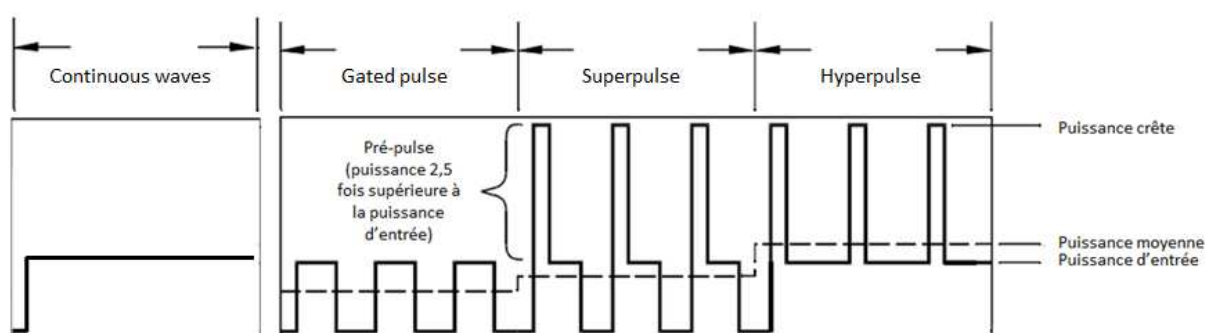 Continuous waves
Gated pulse
Superpulse
Hyperpulse
Pré-pulse
(puissance 2,5
fois supérieure à
la puissance
d'entrée)
Puissance crête
Puissance moyenne
Puissance d'entrée